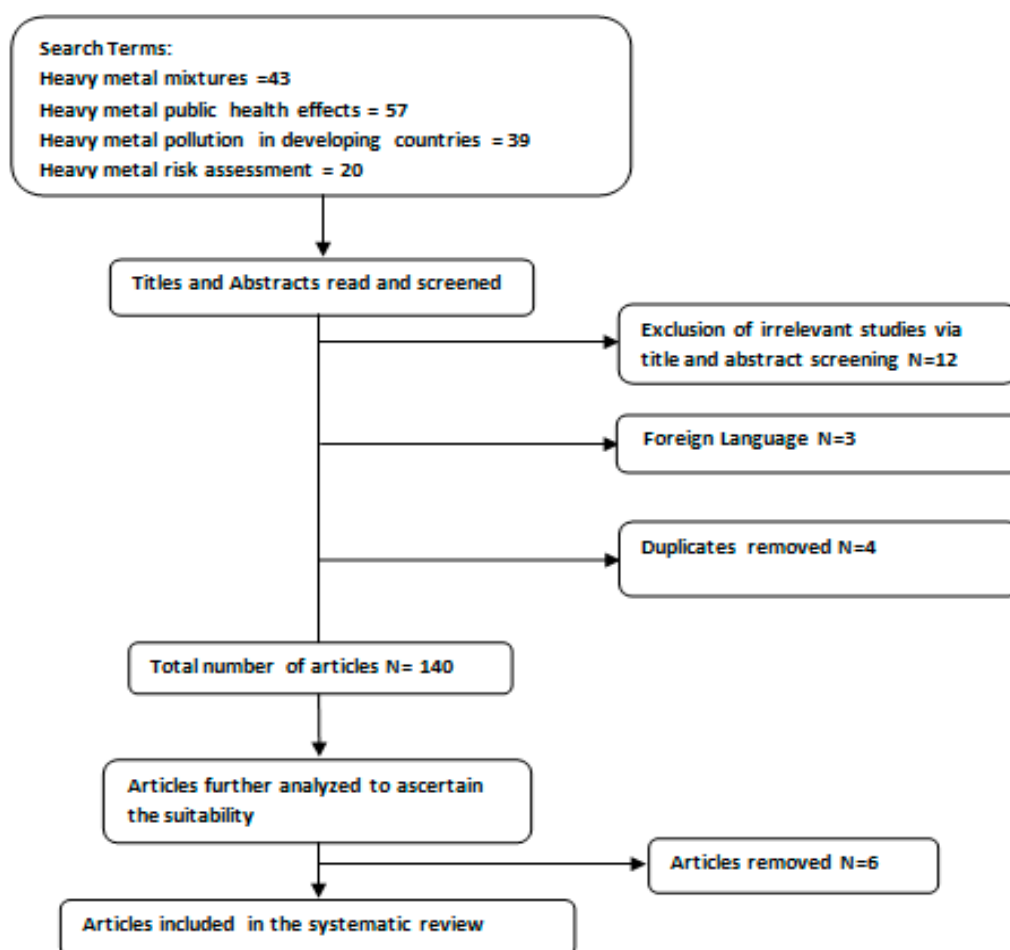 Search Terms:
Heavy metal mixtures =43
Heavy metal public health effects = 57
Heavy metal pollution in developing countries = 39
Heavy metal risk assessment = 20
Titles and Abstracts read and screened
Exclusion of irrelevant studies via
title and abstract screening N=12
Foreign Language N=3
Duplicates removed N=4
Total number of articles N= 140
Articles further analyzed to ascertain
the suitability
Articles removed N=6
Articles included in the systematic review